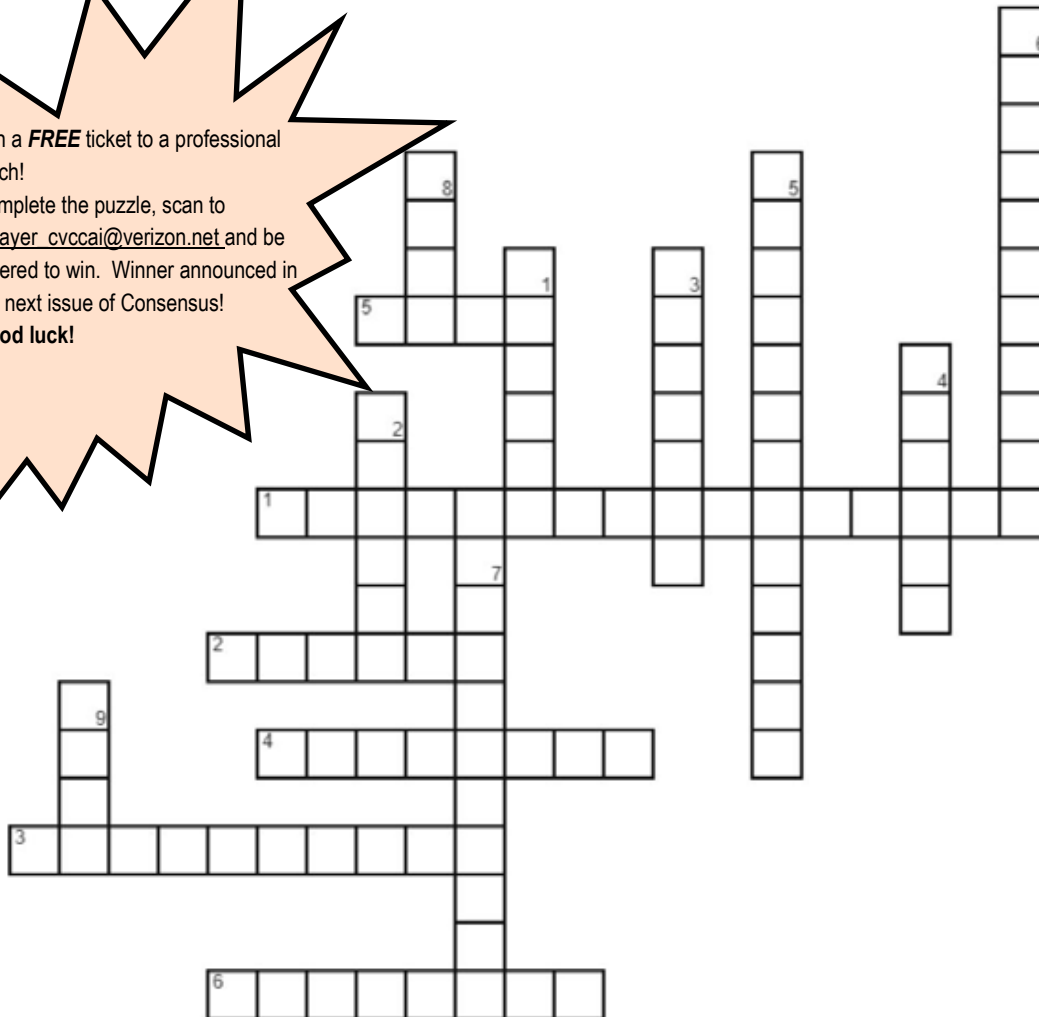 n a FREE ticket to a professional
ch!
mplete the puzzle, scan to
ayer_cvccai@verizon.net and be
ered to win. Winner announced in
next issue of Consensus!
od luck!
8
5
1
3
5
4
2
1
7
2
9
4
3
6